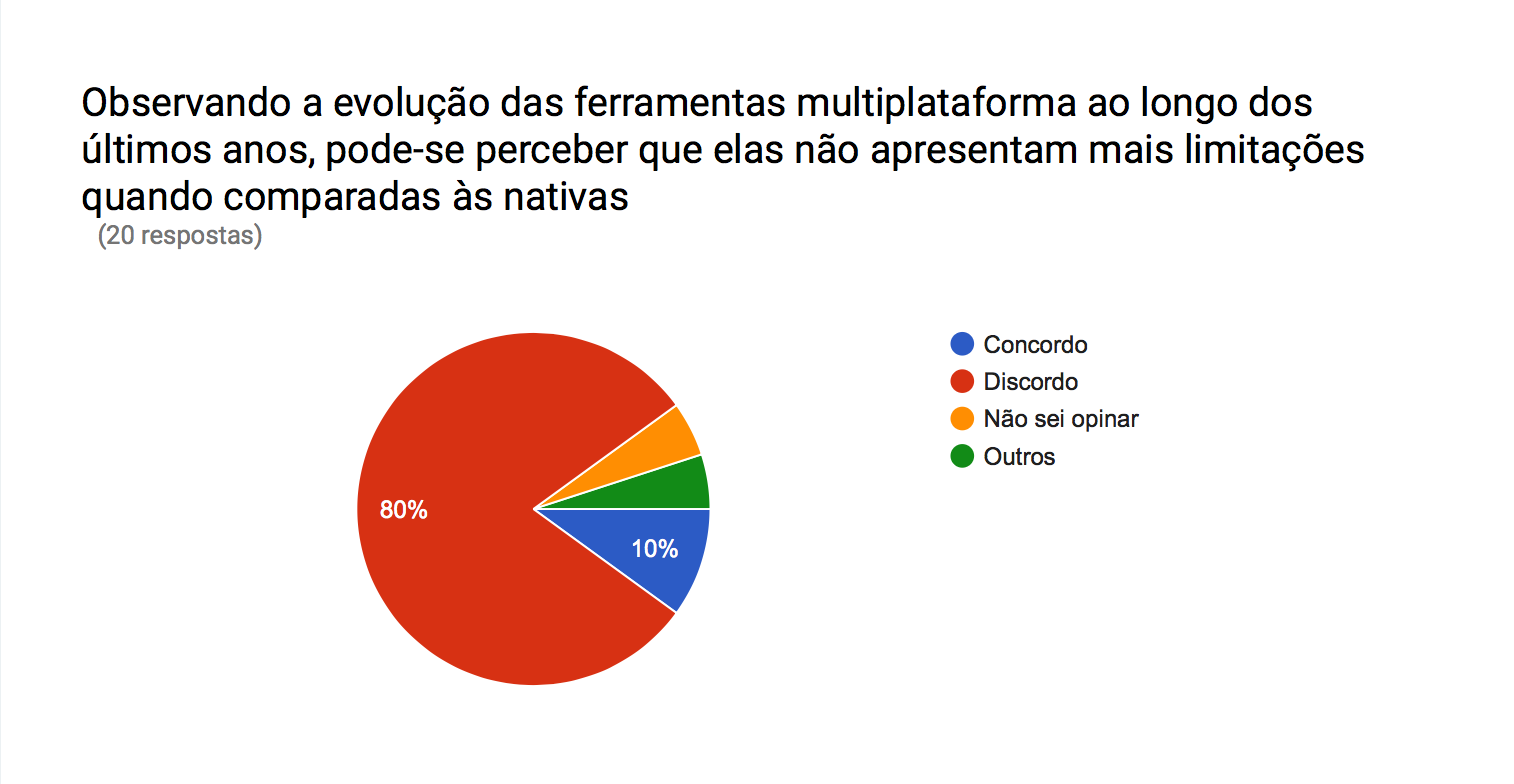 Observando a evolução das ferramentas multiplataforma ao longo dos
últimos anos, pode-se perceber que elas não apresentam mais limitações
quando comparadas às nativas
(20 respostas)
Concordo
Discordo
Não sei opinar
Outros
80%
10%